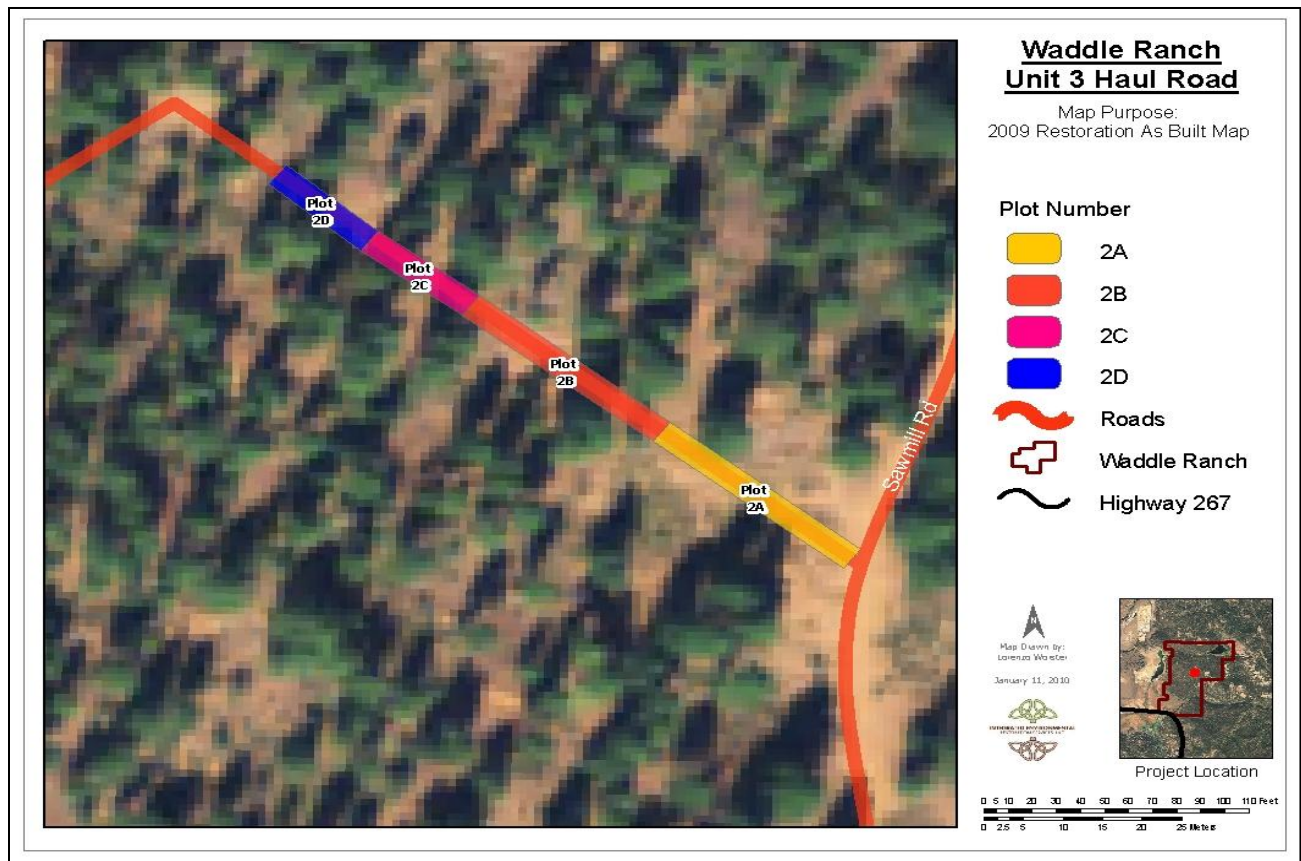 Waddle Ranch
Unit 3 Haul Road
Map Purpose:
2009 Restoration As Built Map
Plot
2D
Plot
2C
Plot
2B
Plot
2A
Sawmill Rd
Plot Number
2A
2B
2C
2D
Roads
Waddle Ranch
Highway 267
N
Map Drawn by:
Lorenzo Worster
January 11, 2010
INTEGRATED ENVIRONMENTAL
Project Location
0 5 10 20 30 40 50 60 70 80 90 100 110 Feet
0 2.5 5 10 15 20 25 Meters